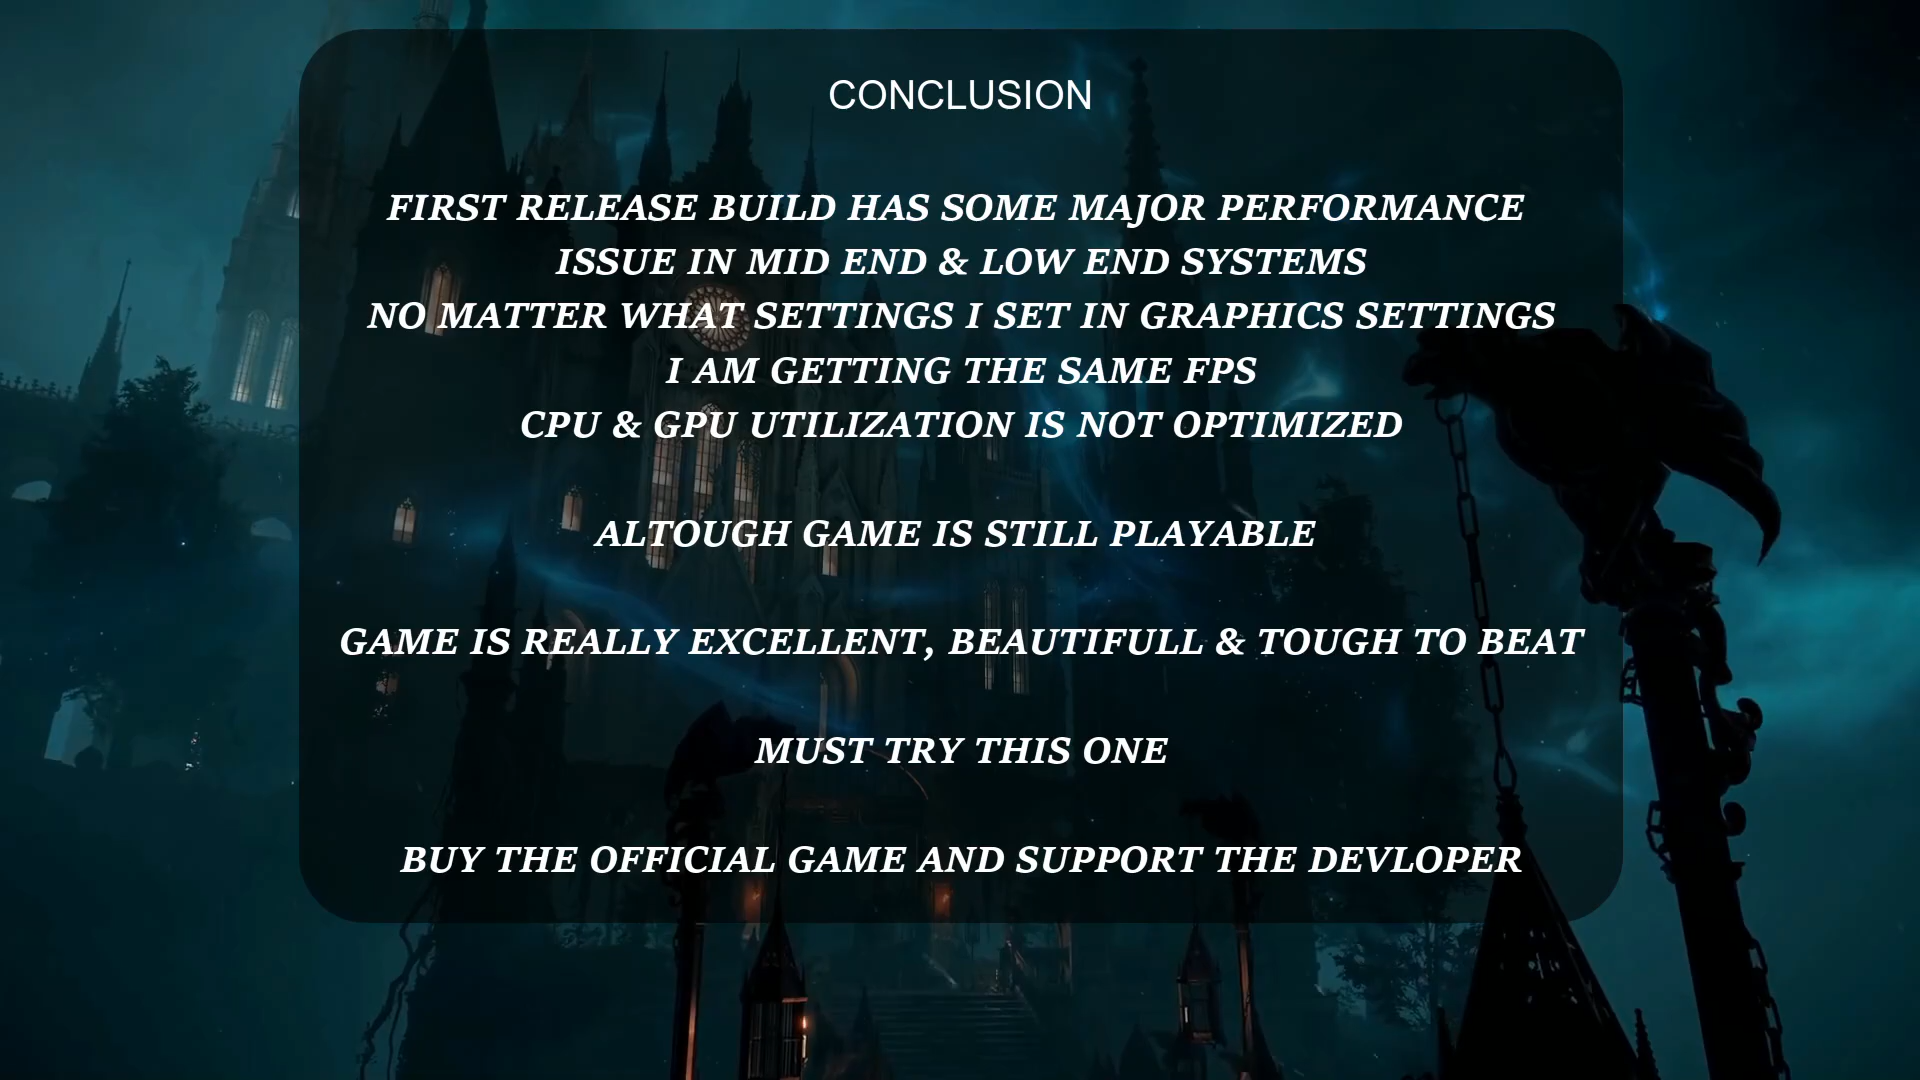 CONCLUSION
FIRST RELEASE BUILD HAS SOME MAJOR PERFORMANCE
ISSUE IN MID END & LOW END SYSTEMS
NO MATTER WHAT SETTINGS I SET IN GRAPHICS SETTINGS
I AM GETTING THE SAME FPS
CPU & GPU UTILIZATION IS NOT OPTIMIZED
ALTOUGH GAME IS STILL PLAYABLE
GAME IS REALLY EXCELLENT, BEAUTIFULL & TOUGH TO BEAT
MUST TRY THIS ONE
BUY THE OFFICIAL GAME AND SUPPORT THE DEVLOPER